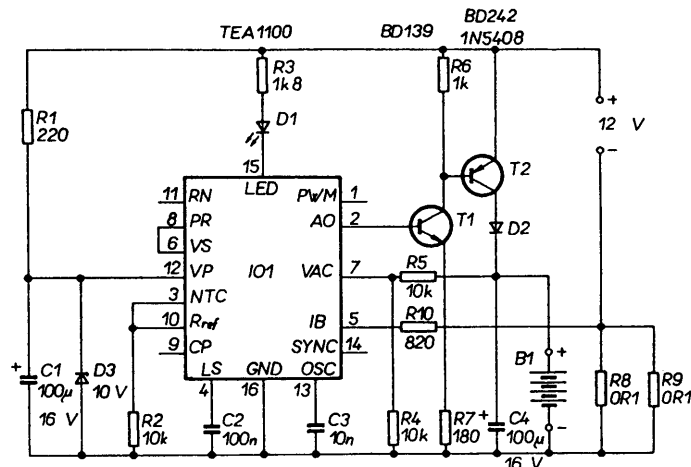 TEA1100
BD139
BD242
1N5408
R1
220
R3
1k8
D1
R6
1k
+
12 V
−
T2
T1
D2
15
LED
11 RN
8 PR
6 VS
12 VP
3 NTC
10 Rref
9 CP
IO1
PWM 1
AO 2
VAC 7
IB 5
SYNC 14
LS
GND
OSC
4
16
13
R5
10k
R10
820
+
C1
100μ
16 V
D3
10 V
R2
10k
C2
100n
C3
10n
R4
10k
R7
180
+
C4
100μ
16 V
B1
+
−
R8
0R1
R9
0R1